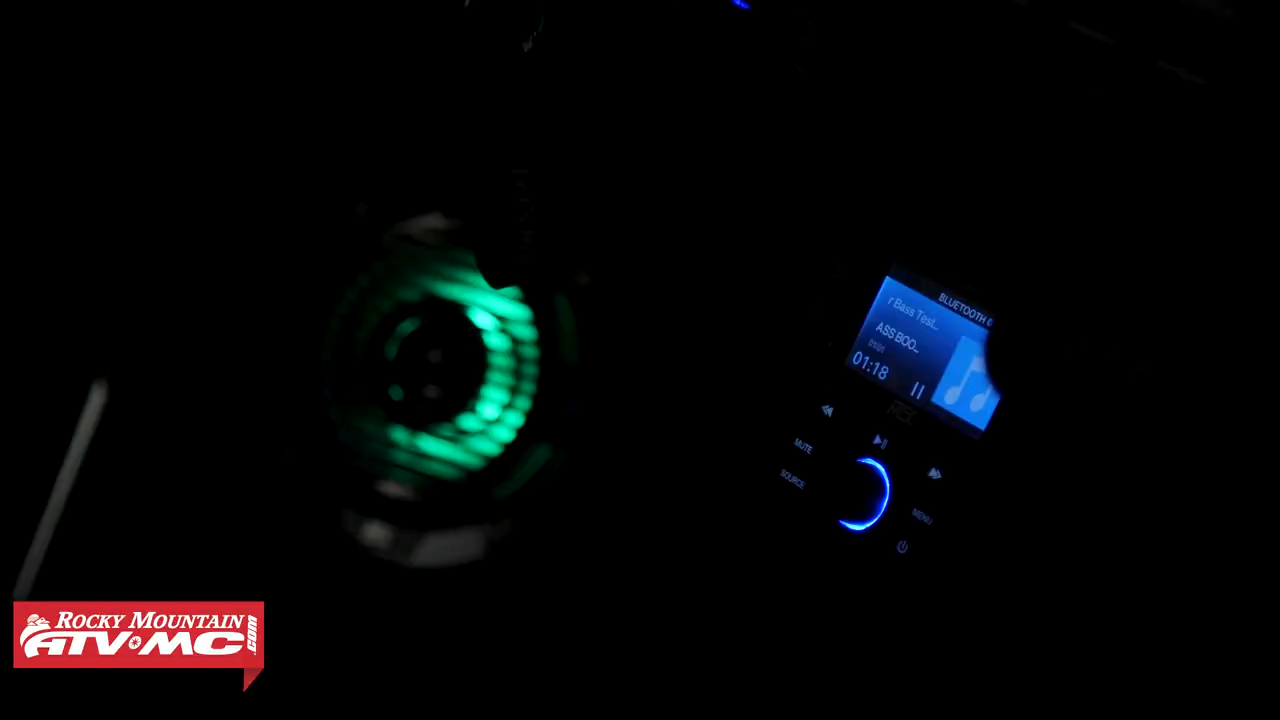 BLUETOOTH
r Bass Test..
ASS BOO..
01:18
MUTE
SOURCE
MENU
ROCKY MOUNTAIN
ATV MC .COM